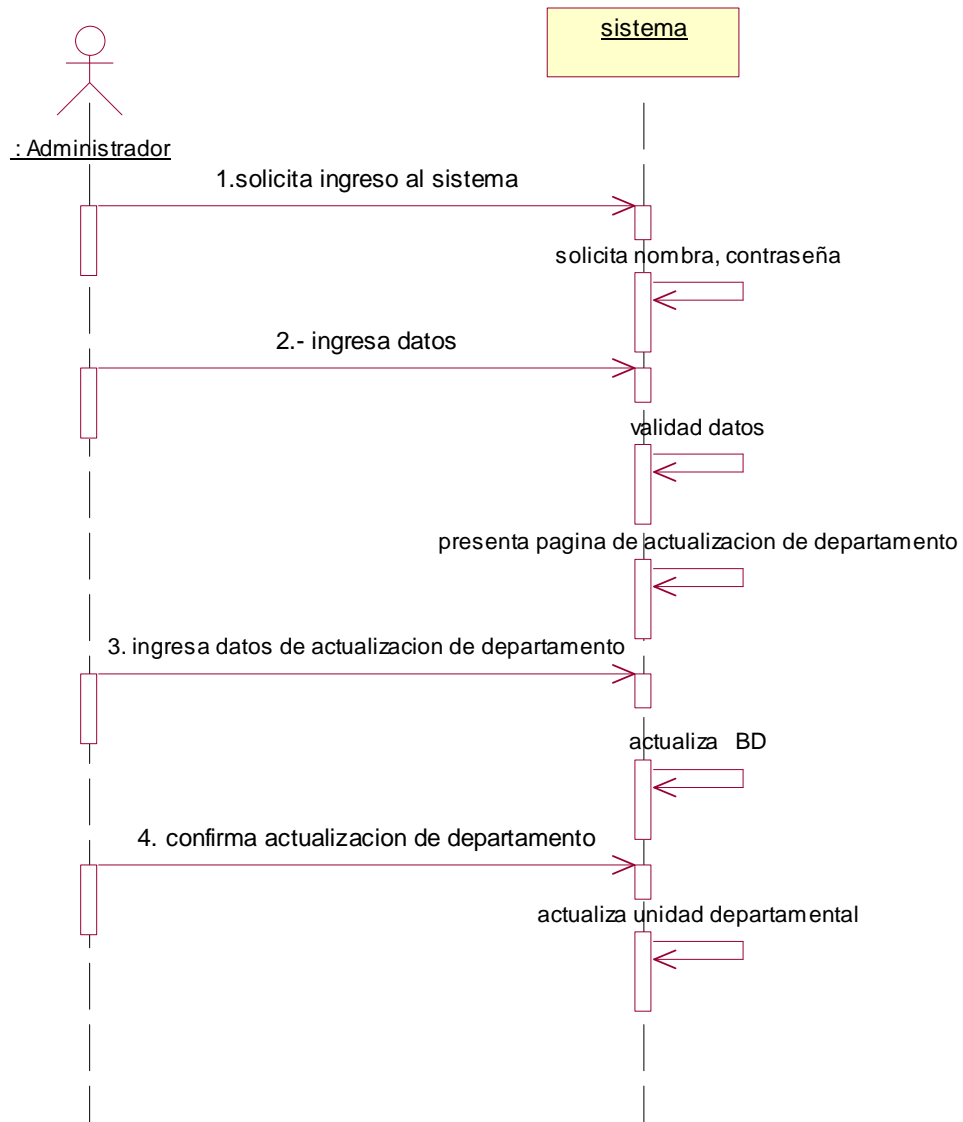 sistema
: Administrador
1.solicita ingreso al sistema
solicita nombra, contraseña
2.- ingresa datos
validad datos
presenta pagina de actualizacion de departamento
3. ingresa datos de actualizacion de departamento
actualiza BD
4. confirma actualizacion de departamento
actualiza unidad departamental